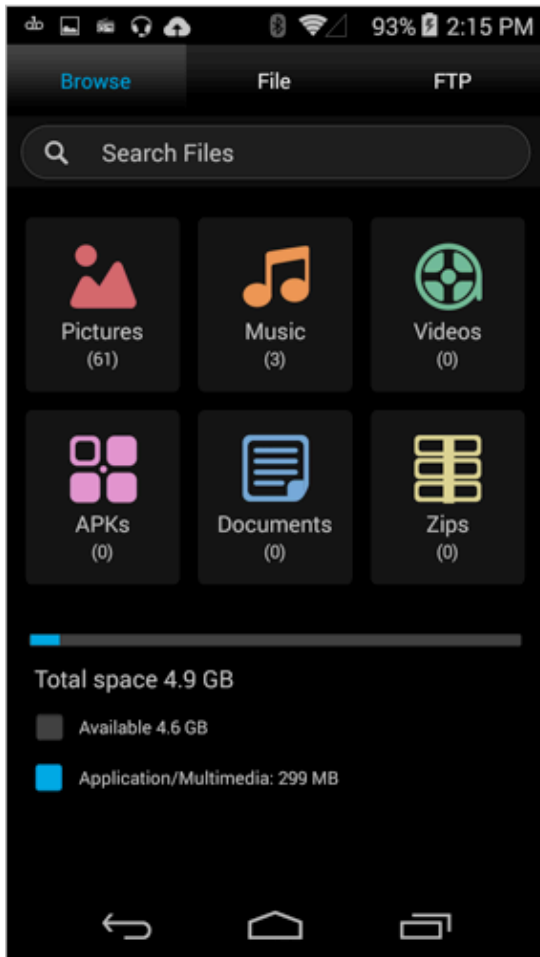 93% 2:15 PM
Browse File FTP
Search Files
Pictures Music Videos
(61) (3) (0)
APKs Documents Zips
(0) (0) (0)
Total space 4.9 GB
Available 4.6 GB
Application/Multimedia: 299 MB